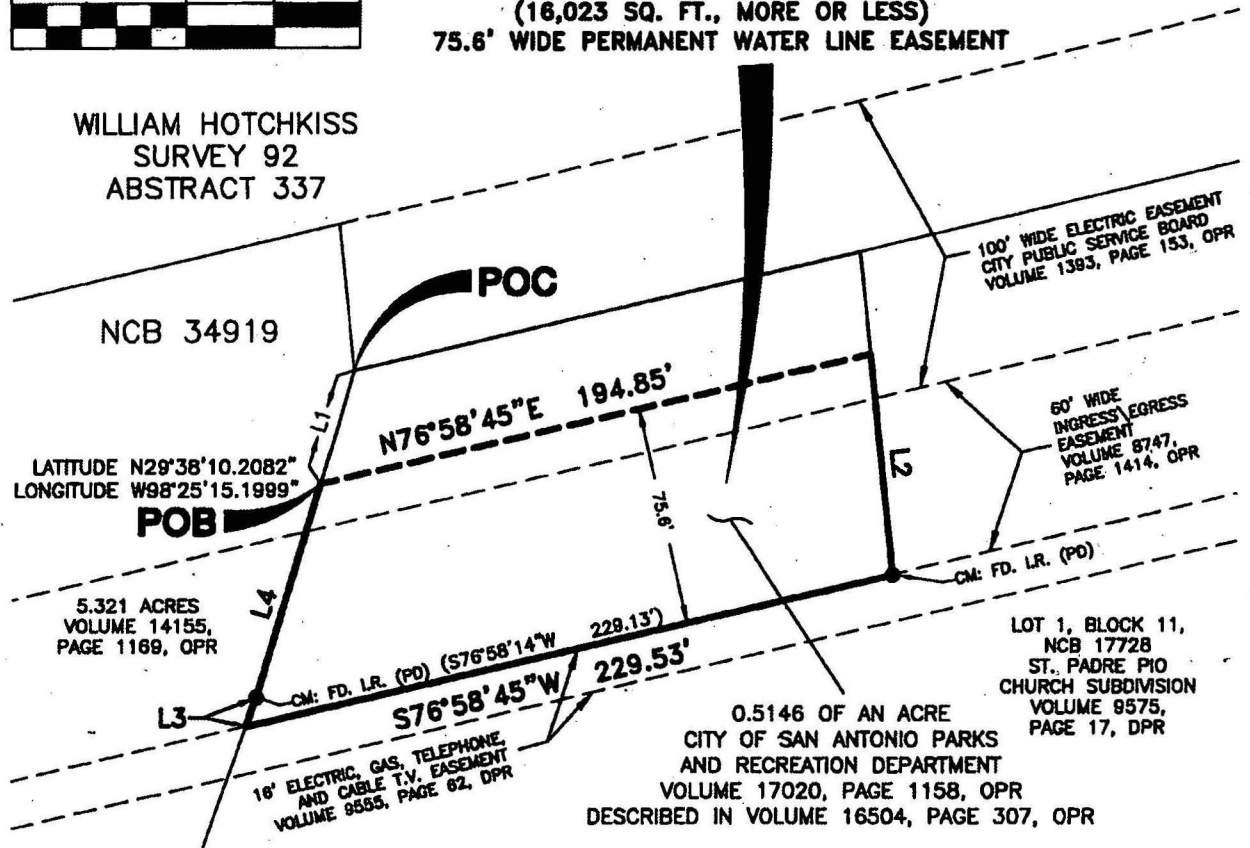 (16,023 SQ. FT., MORE OR LESS)
75.6' WIDE PERMANENT WATER LINE EASEMENT
WILLIAM HOTCHKISS
SURVEY 92
ABSTRACT 337
100' WIDE ELECTRIC EASEMENT
CITY PUBLIC SERVICE BOARD
VOLUME 1393, PAGE 153, OPR
POC
NCB 34919
L1
N76°58'45"E 194.85'
60' WIDE
INGRESS\EGRESS
EASEMENT
VOLUME 8747,
PAGE 1414, OPR
LATITUDE N29°38'10.2082"
LONGITUDE W98°25'15.1999"
POB
L2
75.6'
CM: FD. I.R. (PD)
L4
5.321 ACRES
VOLUME 14155,
PAGE 1169, OPR
CM: FD. I.R. (PD) (S76°58'14"W 229.13')
S76°58'45"W 229.53'
L3
LOT 1, BLOCK 11,
NCB 17728
ST. PADRE PIO
CHURCH SUBDIVISION
VOLUME 9575,
PAGE 17, DPR
16' ELECTRIC, GAS, TELEPHONE,
AND CABLE T.V. EASEMENT
VOLUME 9555, PAGE 62, DPR
0.5146 OF AN ACRE
CITY OF SAN ANTONIO PARKS
AND RECREATION DEPARTMENT
VOLUME 17020, PAGE 1158, OPR
DESCRIBED IN VOLUME 16504, PAGE 307, OPR